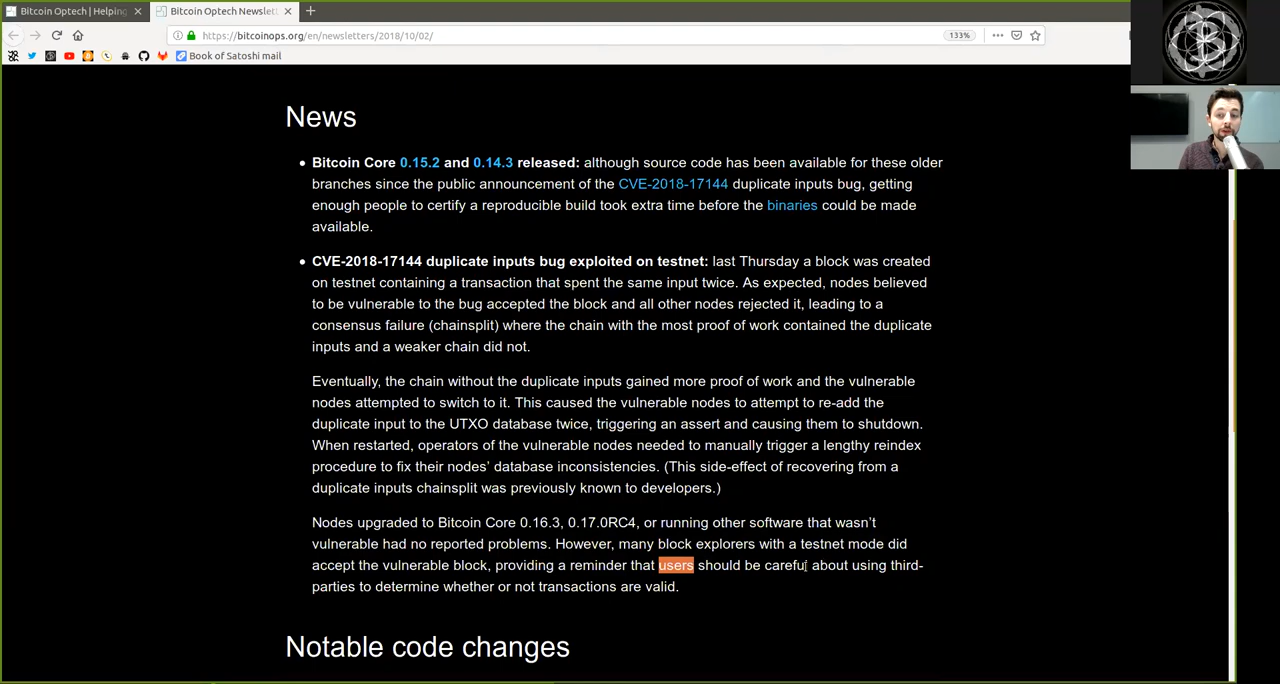 Bitcoin Optech | Helping
Bitcoin Optech Newslett
https://bitcoinops.org/en/newsletters/2018/10/02/
133%
Book of Satoshi mail
News
Bitcoin Core 0.15.2 and 0.14.3 released: although source code has been available for these older
branches since the public announcement of the CVE-2018-17144 duplicate inputs bug, getting
enough people to certify a reproducible build took extra time before the binaries could be made
available.
CVE-2018-17144 duplicate inputs bug exploited on testnet: last Thursday a block was created
on testnet containing a transaction that spent the same input twice. As expected, nodes believed
to be vulnerable to the bug accepted the block and all other nodes rejected it, leading to a
consensus failure (chainsplit) where the chain with the most proof of work contained the duplicate
inputs and a weaker chain did not.
Eventually, the chain without the duplicate inputs gained more proof of work and the vulnerable
nodes attempted to switch to it. This caused the vulnerable nodes to attempt to re-add the
duplicate input to the UTXO database twice, triggering an assert and causing them to shutdown.
When restarted, operators of the vulnerable nodes needed to manually trigger a lengthy reindex
procedure to fix their nodes’ database inconsistencies. (This side-effect of recovering from a
duplicate inputs chainsplit was previously known to developers.)
Nodes upgraded to Bitcoin Core 0.16.3, 0.17.0RC4, or running other software that wasn’t
vulnerable had no reported problems. However, many block explorers with a testnet mode did
accept the vulnerable block, providing a reminder that users should be careful about using third-
parties to determine whether or not transactions are valid.
Notable code changes